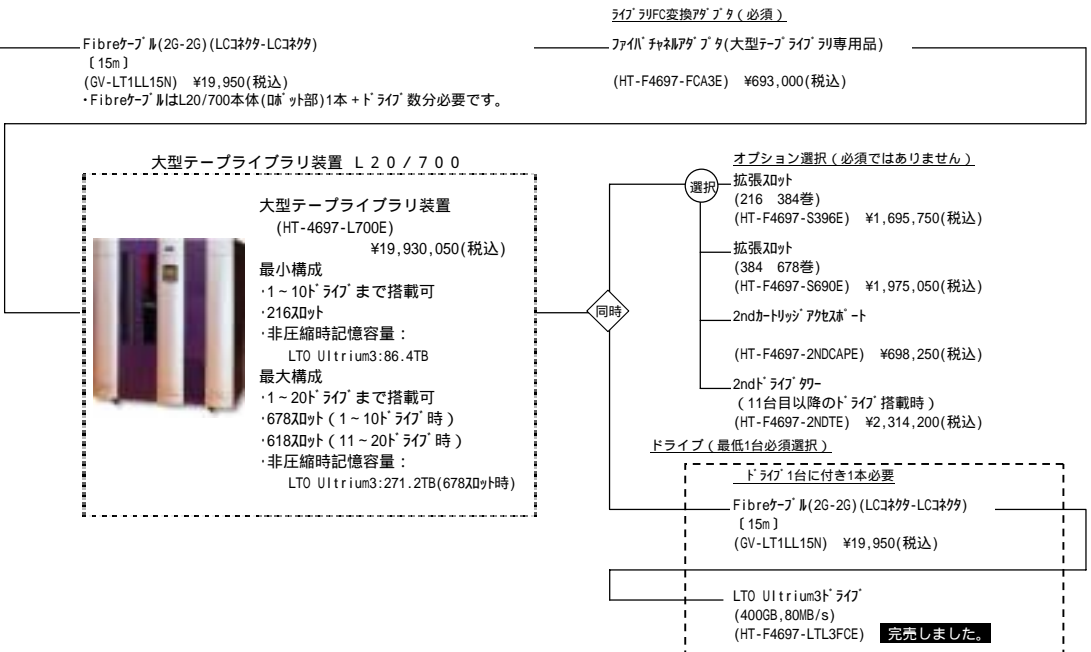 ﾗｲﾌﾞﾗﾘFC変換ｱﾀﾞﾌﾟﾀ(必須)
Fibreｹｰﾌﾞﾙ(2G-2G)(LCｺﾈｸﾀ-LCｺﾈｸﾀ)
〔15m〕
(GV-LT1LL15N) ¥19,950(税込)
・FibreｹｰﾌﾞﾙはL20/700本体(ﾛﾎﾞｯﾄ部)1本+ﾄﾞﾗｲﾌﾞ数分必要です。
ﾌｧｲﾊﾞﾁｬﾈﾙｱﾀﾞﾌﾟﾀ(大型ﾃｰﾌﾟﾗｲﾌﾞﾗﾘ専用品)
(HT-F4697-FCA3E) ¥693,000(税込)
大型テープライブラリ装置 L20/700
大型テープライブラリ装置
(HT-4697-L700E)
¥19,930,050(税込)
最小構成
・1~10ﾄﾞﾗｲﾌﾞまで搭載可
・216ｽﾛｯﾄ
・非圧縮時記憶容量:
LTO Ultrium3:86.4TB
最大構成
・1~20ﾄﾞﾗｲﾌﾞまで搭載可
・678ｽﾛｯﾄ(1~10ﾄﾞﾗｲﾌﾞ時)
・618ｽﾛｯﾄ(11~20ﾄﾞﾗｲﾌﾞ時)
・非圧縮時記憶容量:
LTO Ultrium3:271.2TB(678ｽﾛｯﾄ時)
同時
オプション選択(必須ではありません)
選択
拡張ｽﾛｯﾄ
(216 384巻)
(HT-F4697-S396E) ¥1,695,750(税込)
拡張ｽﾛｯﾄ
(384 678巻)
(HT-F4697-S690E) ¥1,975,050(税込)
2ndｶｰﾄﾘｯｼﾞｱｸｾｽﾎﾟｰﾄ
(HT-F4697-2NDCAPE) ¥698,250(税込)
2ndﾄﾞﾗｲﾌﾞﾀﾜｰ
(11台目以降のﾄﾞﾗｲﾌﾞ搭載時)
(HT-F4697-2NDTE) ¥2,314,200(税込)
ドライブ(最低1台必須選択)
ﾄﾞﾗｲﾌﾞ1台に付き1本必要
Fibreｹｰﾌﾞﾙ(2G-2G)(LCｺﾈｸﾀ-LCｺﾈｸﾀ)
〔15m〕
(GV-LT1LL15N) ¥19,950(税込)
LTO Ultrium3ﾄﾞﾗｲﾌﾞ
(400GB,80MB/s)
(HT-F4697-LTL3FCE) 完売しました。